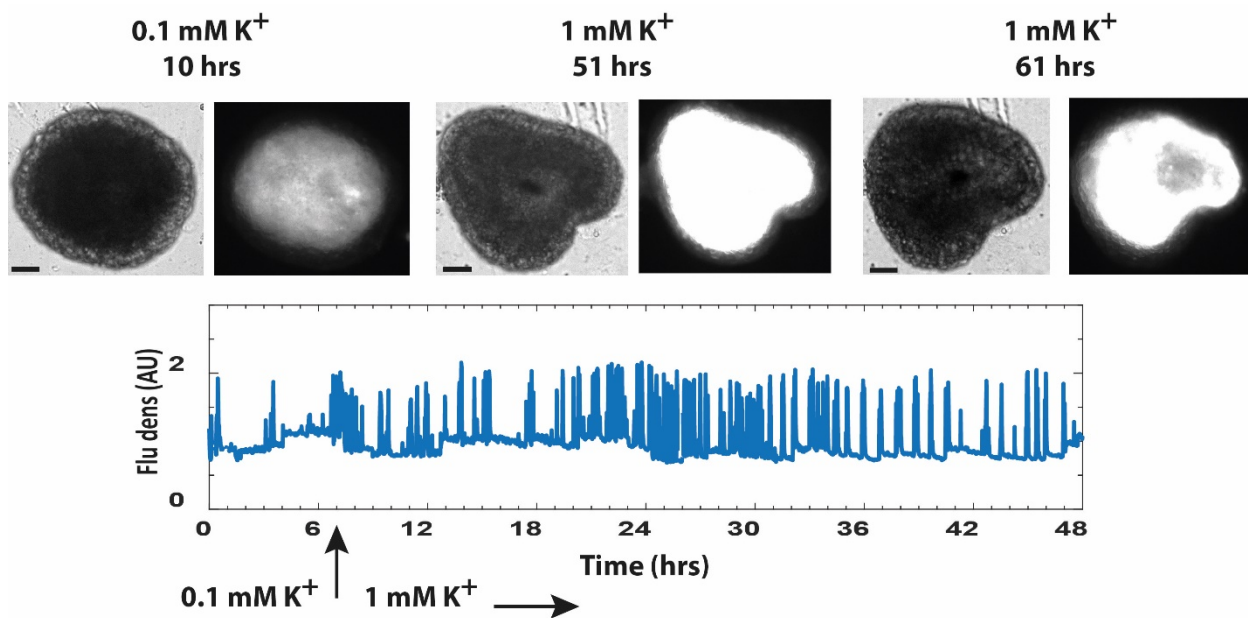 0.1 mM K⁺
10 hrs
1 mM K⁺
51 hrs
1 mM K⁺
61 hrs
Flu dens (AU)
2
0
0 6 12 18 24 30 36 42 48
Time (hrs)
0.1 mM K⁺ 1 mM K⁺